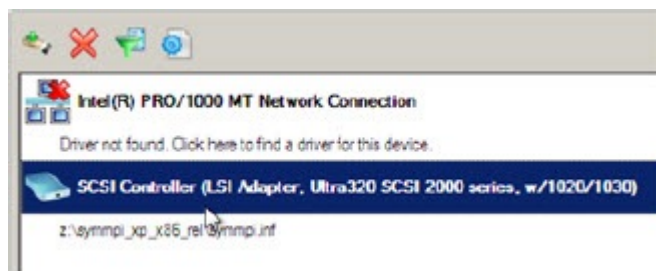 Intel(R) PRO/1000 MT Network Connection
Driver not found. Click here to find a driver for this device.
SCSI Controller (LSI Adapter, Ultra320 SCSI 2000 series, w/1020/1030)
z:\symmpi_xp_x86_rel\symmpi.inf